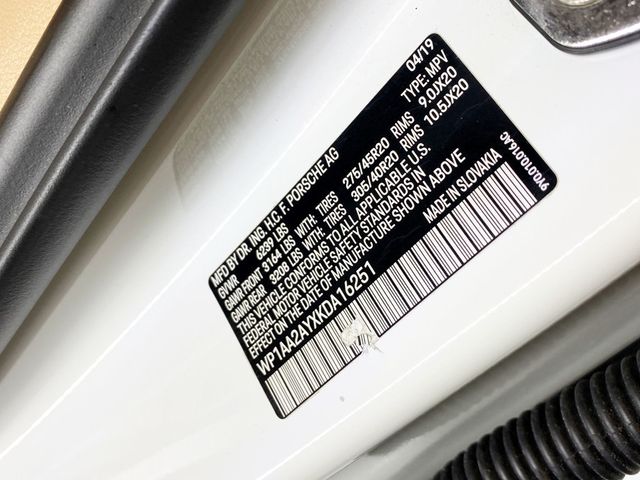 MFD BY DR. ING. H.C. F. PORSCHE AG 04/19
GVWR 6239 LBS TYPE: MPV
GAWR FRONT 3164 LBS WITH: TIRES 275/45R20 RIMS 9.0JX20
GAWR REAR 3208 LBS WITH: TIRES 305/40R20 RIMS 10.5JX20
THIS VEHICLE CONFORMS TO ALL APPLICABLE U.S.
FEDERAL MOTOR VEHICLE SAFETY STANDARDS IN
EFFECT ON THE DATE OF MANUFACTURE SHOWN ABOVE
WP1AA2AYXKDA16251 MADE IN SLOVAKIA